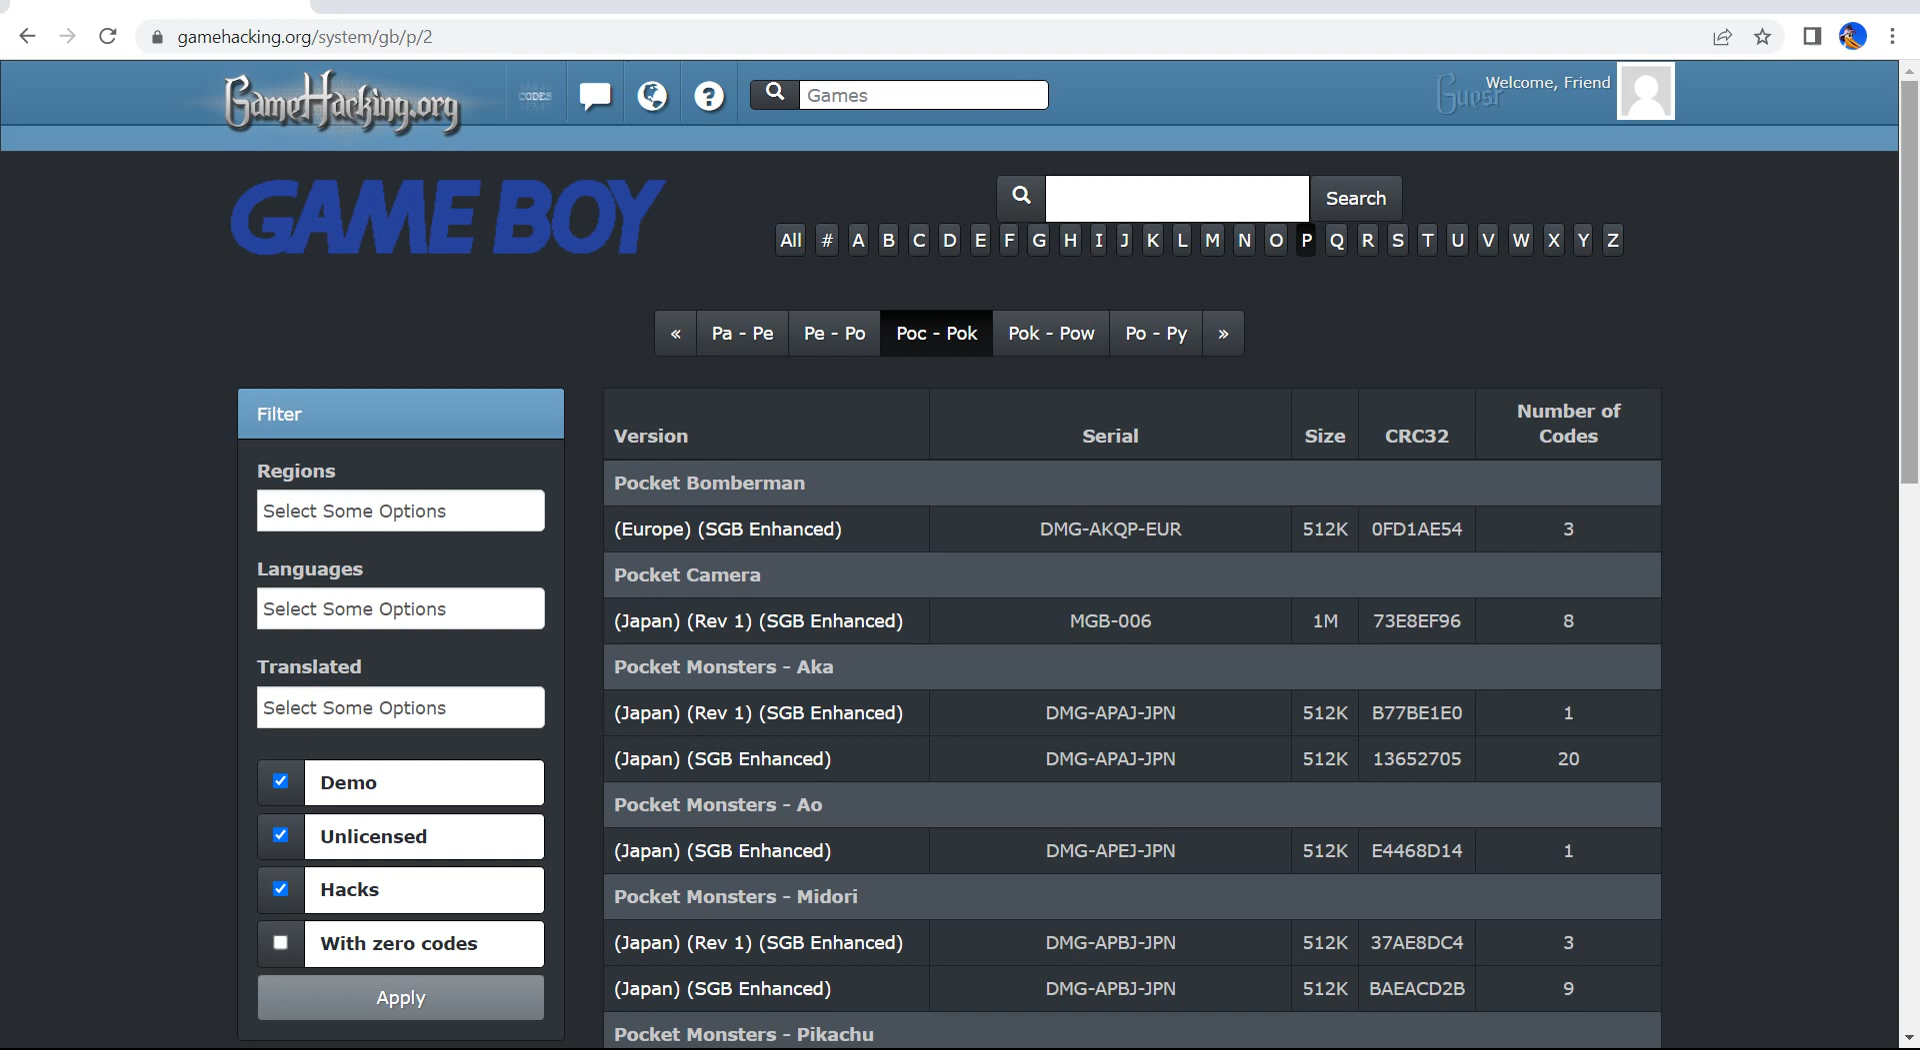 gamehacking.org/system/gb/p/2
GameHacking.org
CODES
Games
Guest
Welcome, Friend
GAME BOY
Search
All # A B C D E F G H I J K L M N O P Q R S T U V W X Y Z
« Pa - Pe Pe - Po Poc - Pok Pok - Pow Po - Py »
Filter
Regions
Select Some Options
Languages
Select Some Options
Translated
Select Some Options
Demo
Unlicensed
Hacks
With zero codes
Apply
Version Serial Size CRC32 Number of Codes
Pocket Bomberman
(Europe) (SGB Enhanced) DMG-AKQP-EUR 512K 0FD1AE54 3
Pocket Camera
(Japan) (Rev 1) (SGB Enhanced) MGB-006 1M 73E8EF96 8
Pocket Monsters - Aka
(Japan) (Rev 1) (SGB Enhanced) DMG-APAJ-JPN 512K B77BE1E0 1
(Japan) (SGB Enhanced) DMG-APAJ-JPN 512K 13652705 20
Pocket Monsters - Ao
(Japan) (SGB Enhanced) DMG-APEJ-JPN 512K E4468D14 1
Pocket Monsters - Midori
(Japan) (Rev 1) (SGB Enhanced) DMG-APBJ-JPN 512K 37AE8DC4 3
(Japan) (SGB Enhanced) DMG-APBJ-JPN 512K BAEACD2B 9
Pocket Monsters - Pikachu